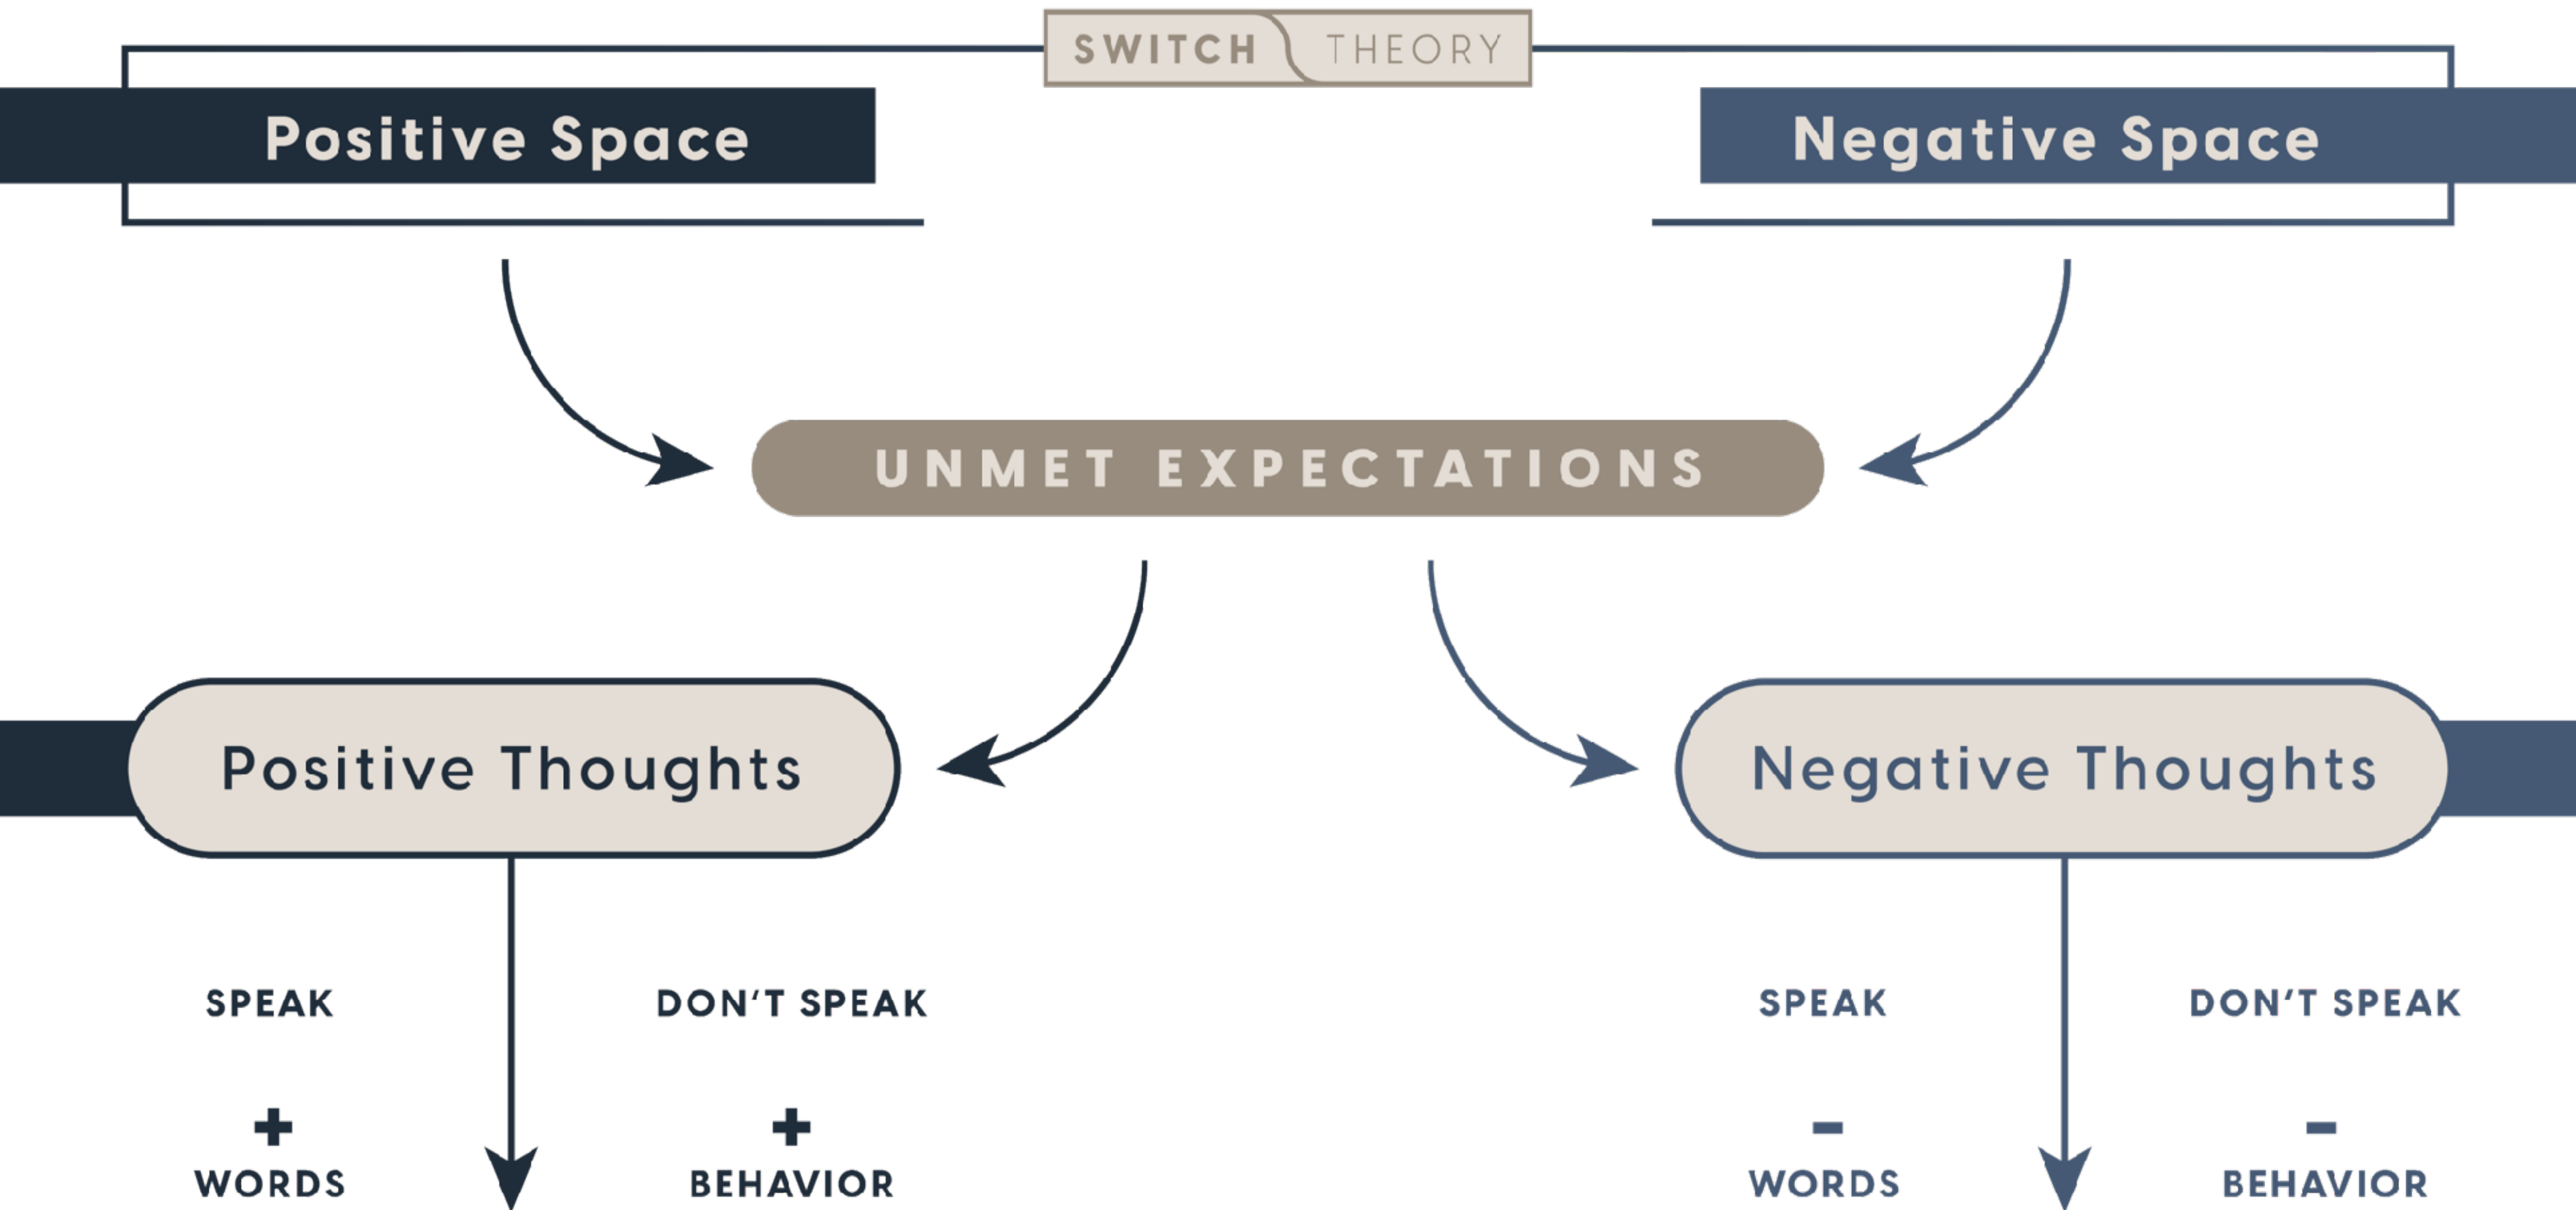 SWITCH THEORY
Positive Space
Negative Space
UNMET EXPECTATIONS
Positive Thoughts
Negative Thoughts
SPEAK
DON'T SPEAK
SPEAK
DON'T SPEAK
+
+
-
-
WORDS
BEHAVIOR
WORDS
BEHAVIOR